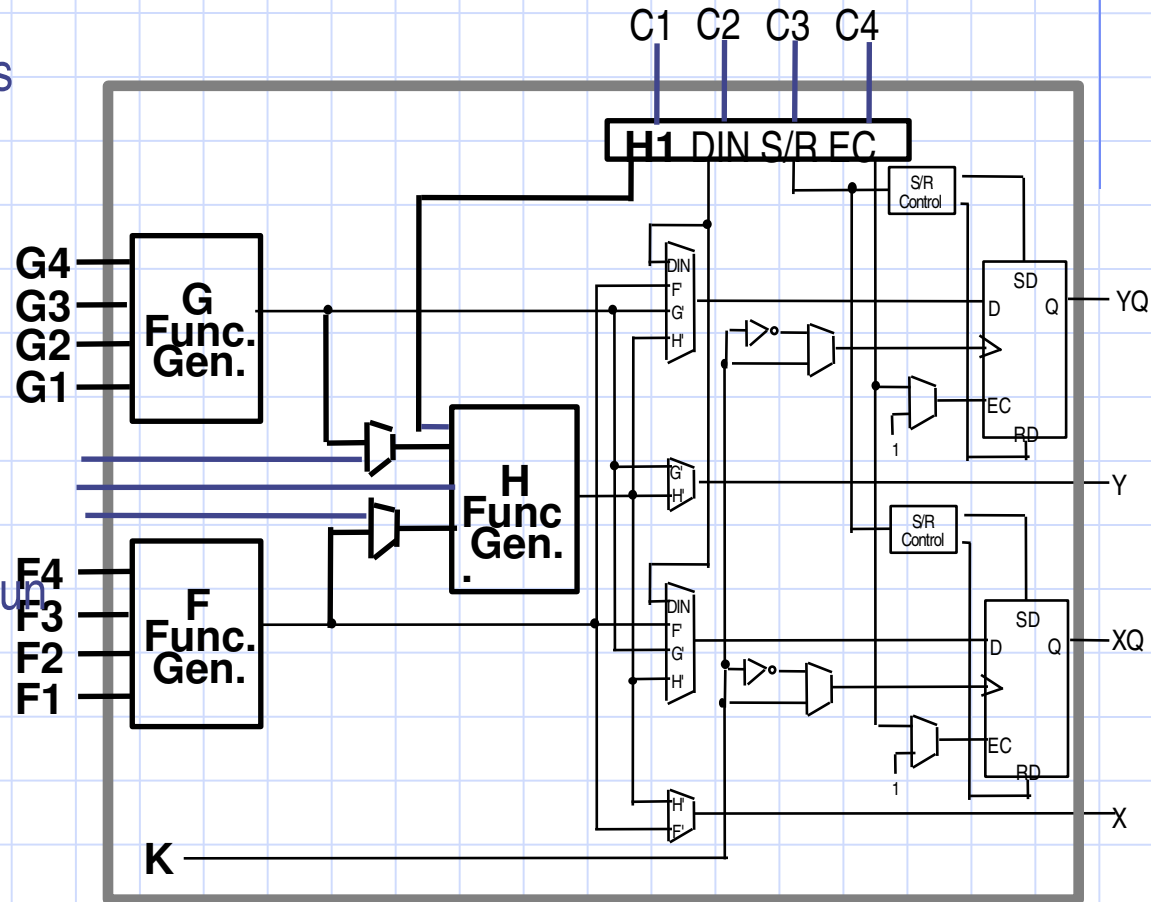 C1 C2 C3 C4
s
H1 DIN S/R EC
S/R
Control
G4
G3
G2
G1
G
Func.
Gen.
DIN
F'
G'
H'
SD
D
Q
YQ
EC
RD
1
H
Func
Gen.
.
G'
H'
Y
S/R
Control
F4
un
F3
F2
F1
F
Func.
Gen.
DIN
F'
G'
H'
SD
D
Q
XQ
EC
RD
1
H'
F'
X
K